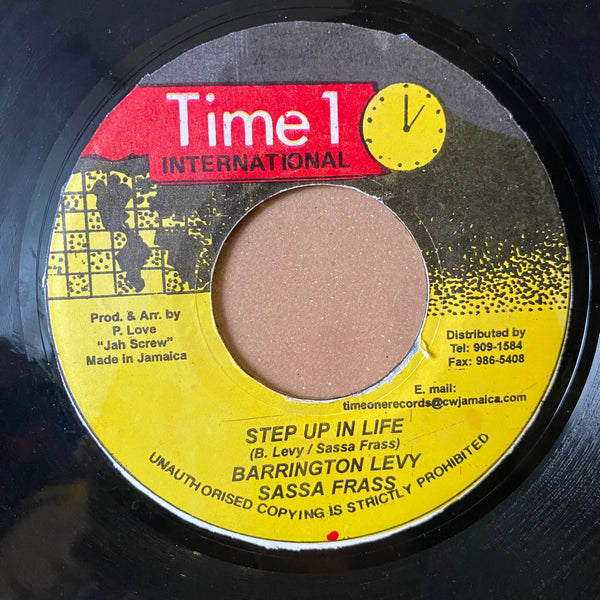 Time 1
INTERNATIONAL
Prod. & Arr. by
P. Love
"Jah Screw"
Made in Jamaica
Distributed by
Tel: 909-1584
Fax: 986-5408
E. mail:
timeonerecords@cwjamaica.com
STEP UP IN LIFE
(B. Levy / Sassa Frass)
BARRINGTON LEVY
SASSA FRASS
UNAUTHORISED COPYING IS STRICTLY PROHIBITED